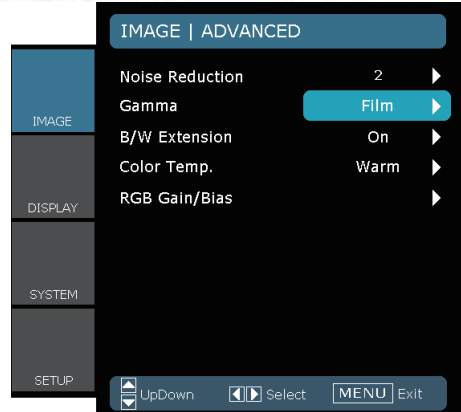 IMAGE | ADVANCED
IMAGE
DISPLAY
SYSTEM
SETUP
Noise Reduction 2
Gamma Film
B/W Extension On
Color Temp. Warm
RGB Gain/Bias
UpDown Select MENU Exit